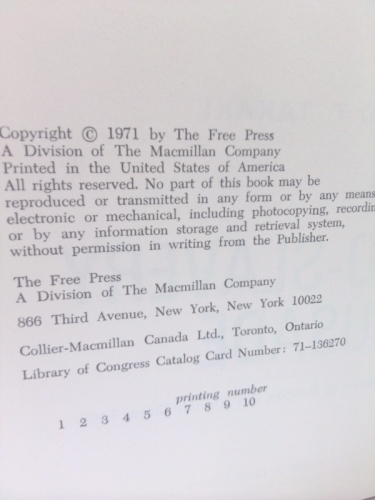 Copyright © 1971 by The Free Press
A Division of The Macmillan Company
Printed in the United States of America
All rights reserved. No part of this book may be
reproduced or transmitted in any form or by any means
electronic or mechanical, including photocopying, recordin
or by any information storage and retrieval system,
without permission in writing from the Publisher.
The Free Press
A Division of The Macmillan Company
866 Third Avenue, New York, New York 10022
Collier-Macmillan Canada Ltd., Toronto, Ontario
Library of Congress Catalog Card Number: 71-136270
printing number
1 2 3 4 5 6 7 8 9 10